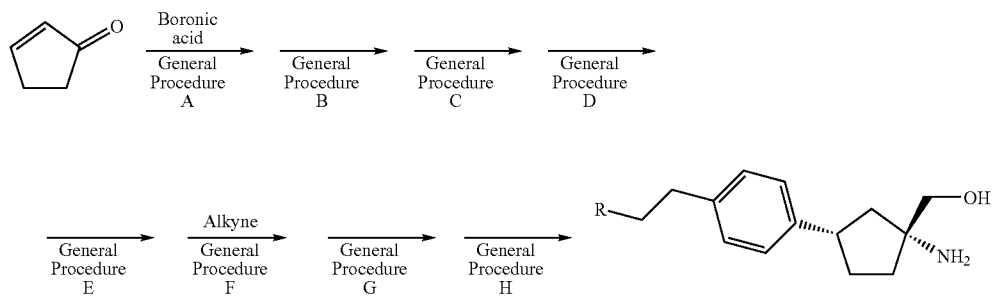 O
Boronic
acid
General
Procedure
A
General
Procedure
B
General
Procedure
C
General
Procedure
D
General
Procedure
E
Alkyne
General
Procedure
F
General
Procedure
G
General
Procedure
H
R
OH
NH2